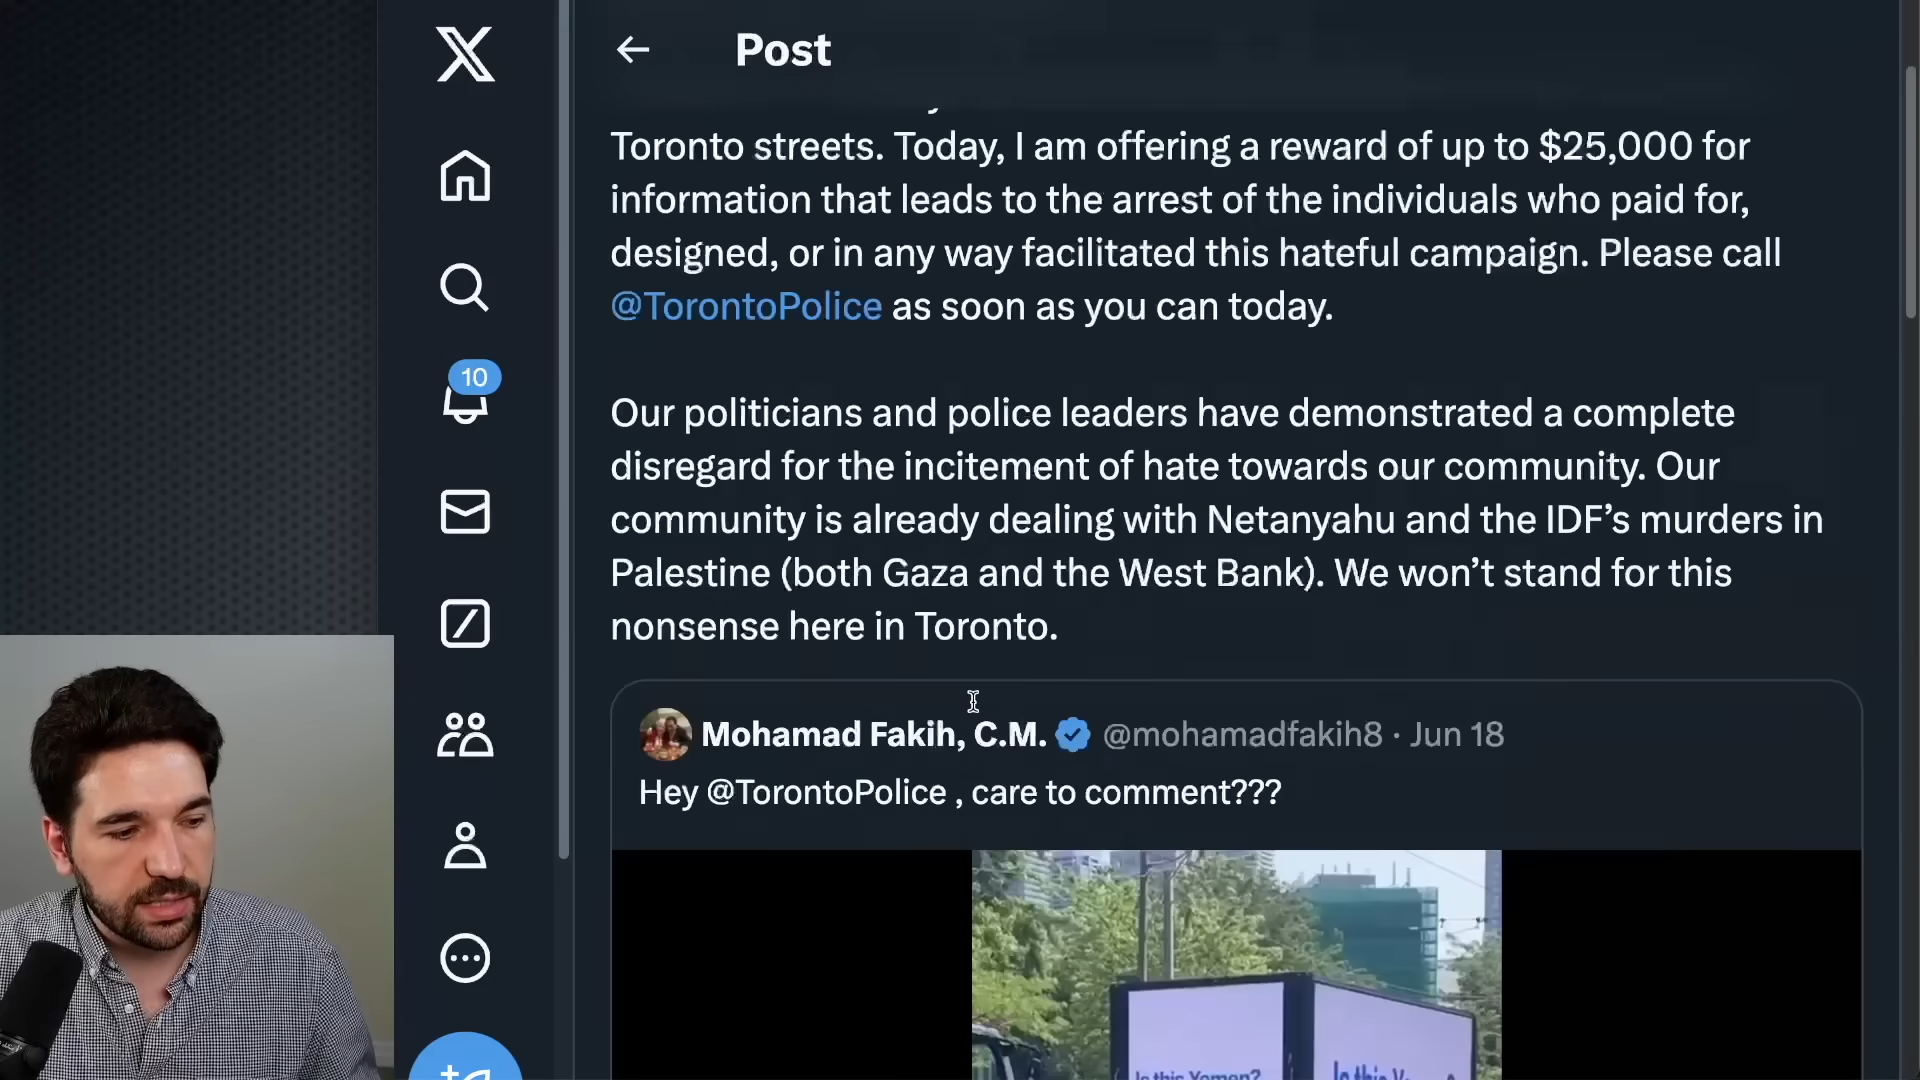 Post
Toronto streets. Today, I am offering a reward of up to $25,000 for
information that leads to the arrest of the individuals who paid for,
designed, or in any way facilitated this hateful campaign. Please call
@TorontoPolice as soon as you can today.
10
Our politicians and police leaders have demonstrated a complete
disregard for the incitement of hate towards our community. Our
community is already dealing with Netanyahu and the IDF’s murders in
Palestine (both Gaza and the West Bank). We won’t stand for this
nonsense here in Toronto.
Mohamad Fakih, C.M. @mohamadfakih8 · Jun 18
Hey @TorontoPolice , care to comment???
Is this Yemen?
Is this